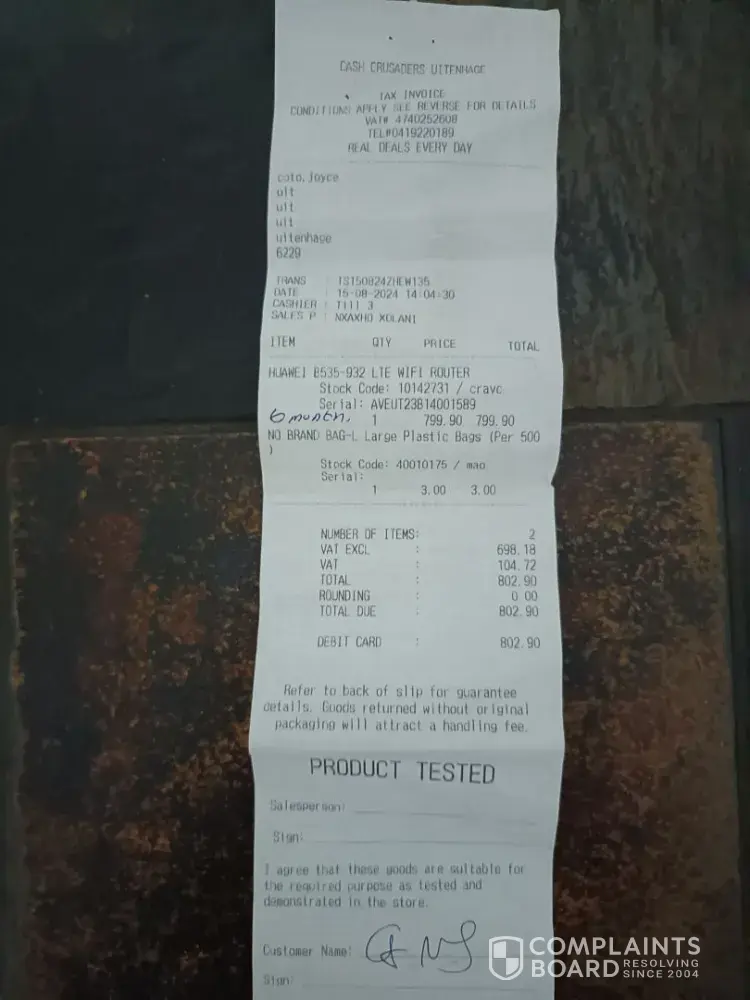 CASH CRUSADERS UITENHAGE
TAX INVOICE
CONDITIONS APPLY SEE REVERSE FOR DETAILS
VAT# 4740252608
TEL#0419220189
REAL DEALS EVERY DAY
coto, Joyce
uit
uit
uit
uitenhage
6229
TRANS :
DATE : 15-08-2024 14:04:30
CASHIER : Till 3
SALES P : NXAXHO XOLANI
ITEM QTY PRICE TOTAL
HUAWEI B535-932 LTE WIFI ROUTER
Stock Code: 10142731 / cravc
Serial: AVEUT23814001589
6 month. 1 799.90 799.90
NO BRAND BAG-L Large Plastic Bags (Per 500
)
Stock Code: 40010175 / mao
Serial:
1 3.00 3.00
NUMBER OF ITEMS: 2
VAT EXCL : 698.18
VAT : 104.72
TOTAL : 802.90
ROUNDING : 0.00
TOTAL DUE : 802.90
DEBIT CARD : 802.90
Refer to back of slip for guarantee
details. Goods returned without original
packaging will attract a handling fee.
PRODUCT TESTED
Salesperson:
Sign:
I agree that these goods are suitable for
the required purpose as tested and
demonstrated in the store.
Customer Name:
Sign:
COMPLAINTS
BOARD RESOLVING
SINCE 2004